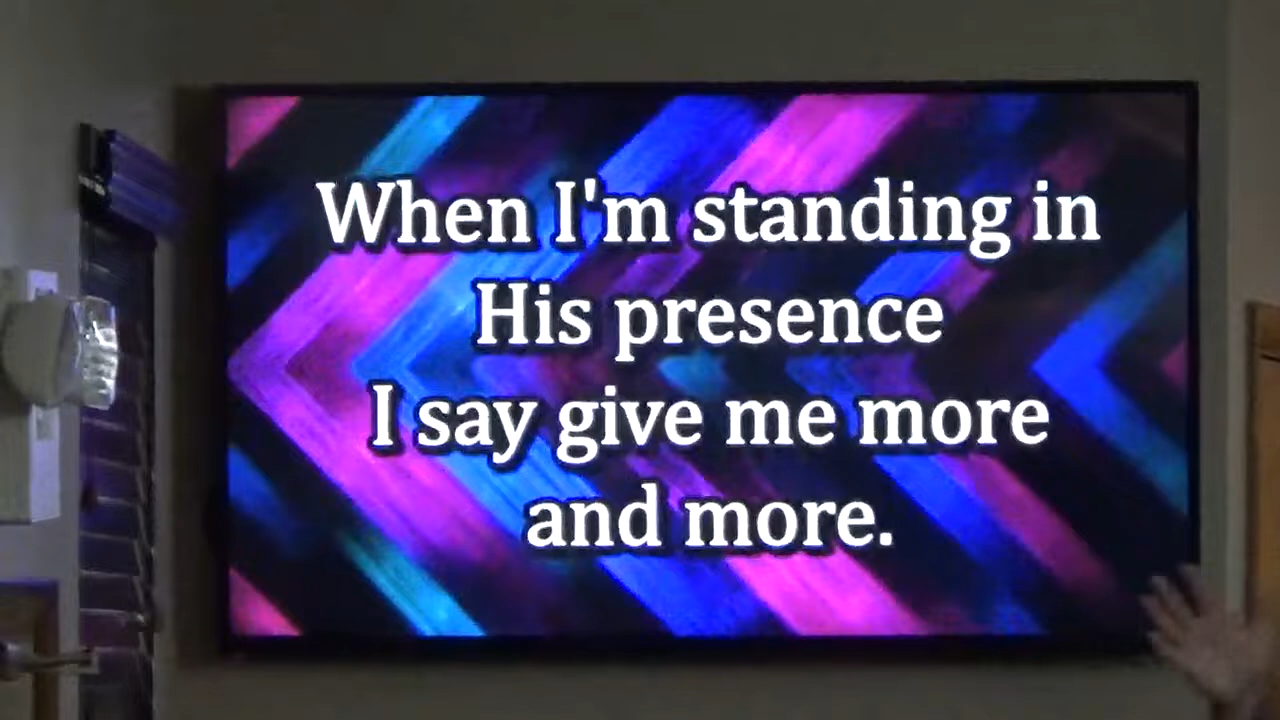 When I'm standing in
His presence
I say give me more
and more.